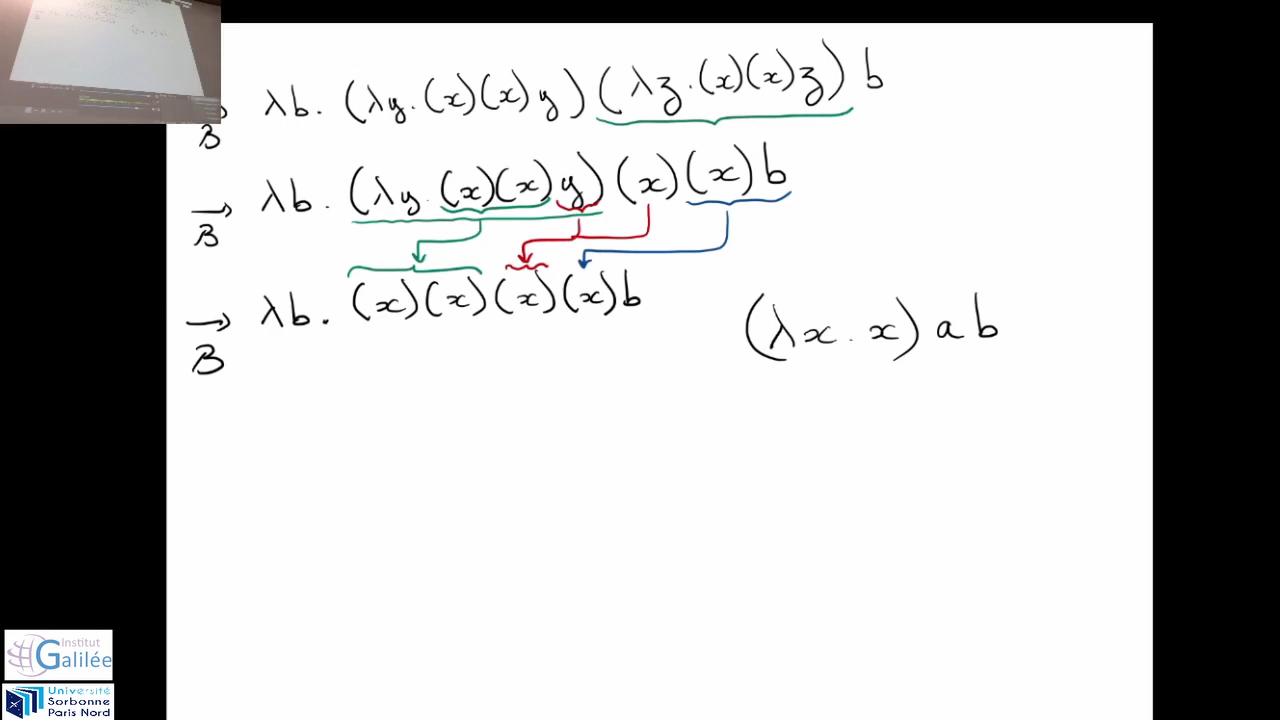 →β λb. (λy.(x)(x)y)(λz.(x)(x)z) b
→β λb. (λy.(x)(x)y)(x)(x)b
→β λb. (x)(x)(x)(x)b
(λx.x) a b
Institut
Galilée
Université
Sorbonne
Paris Nord